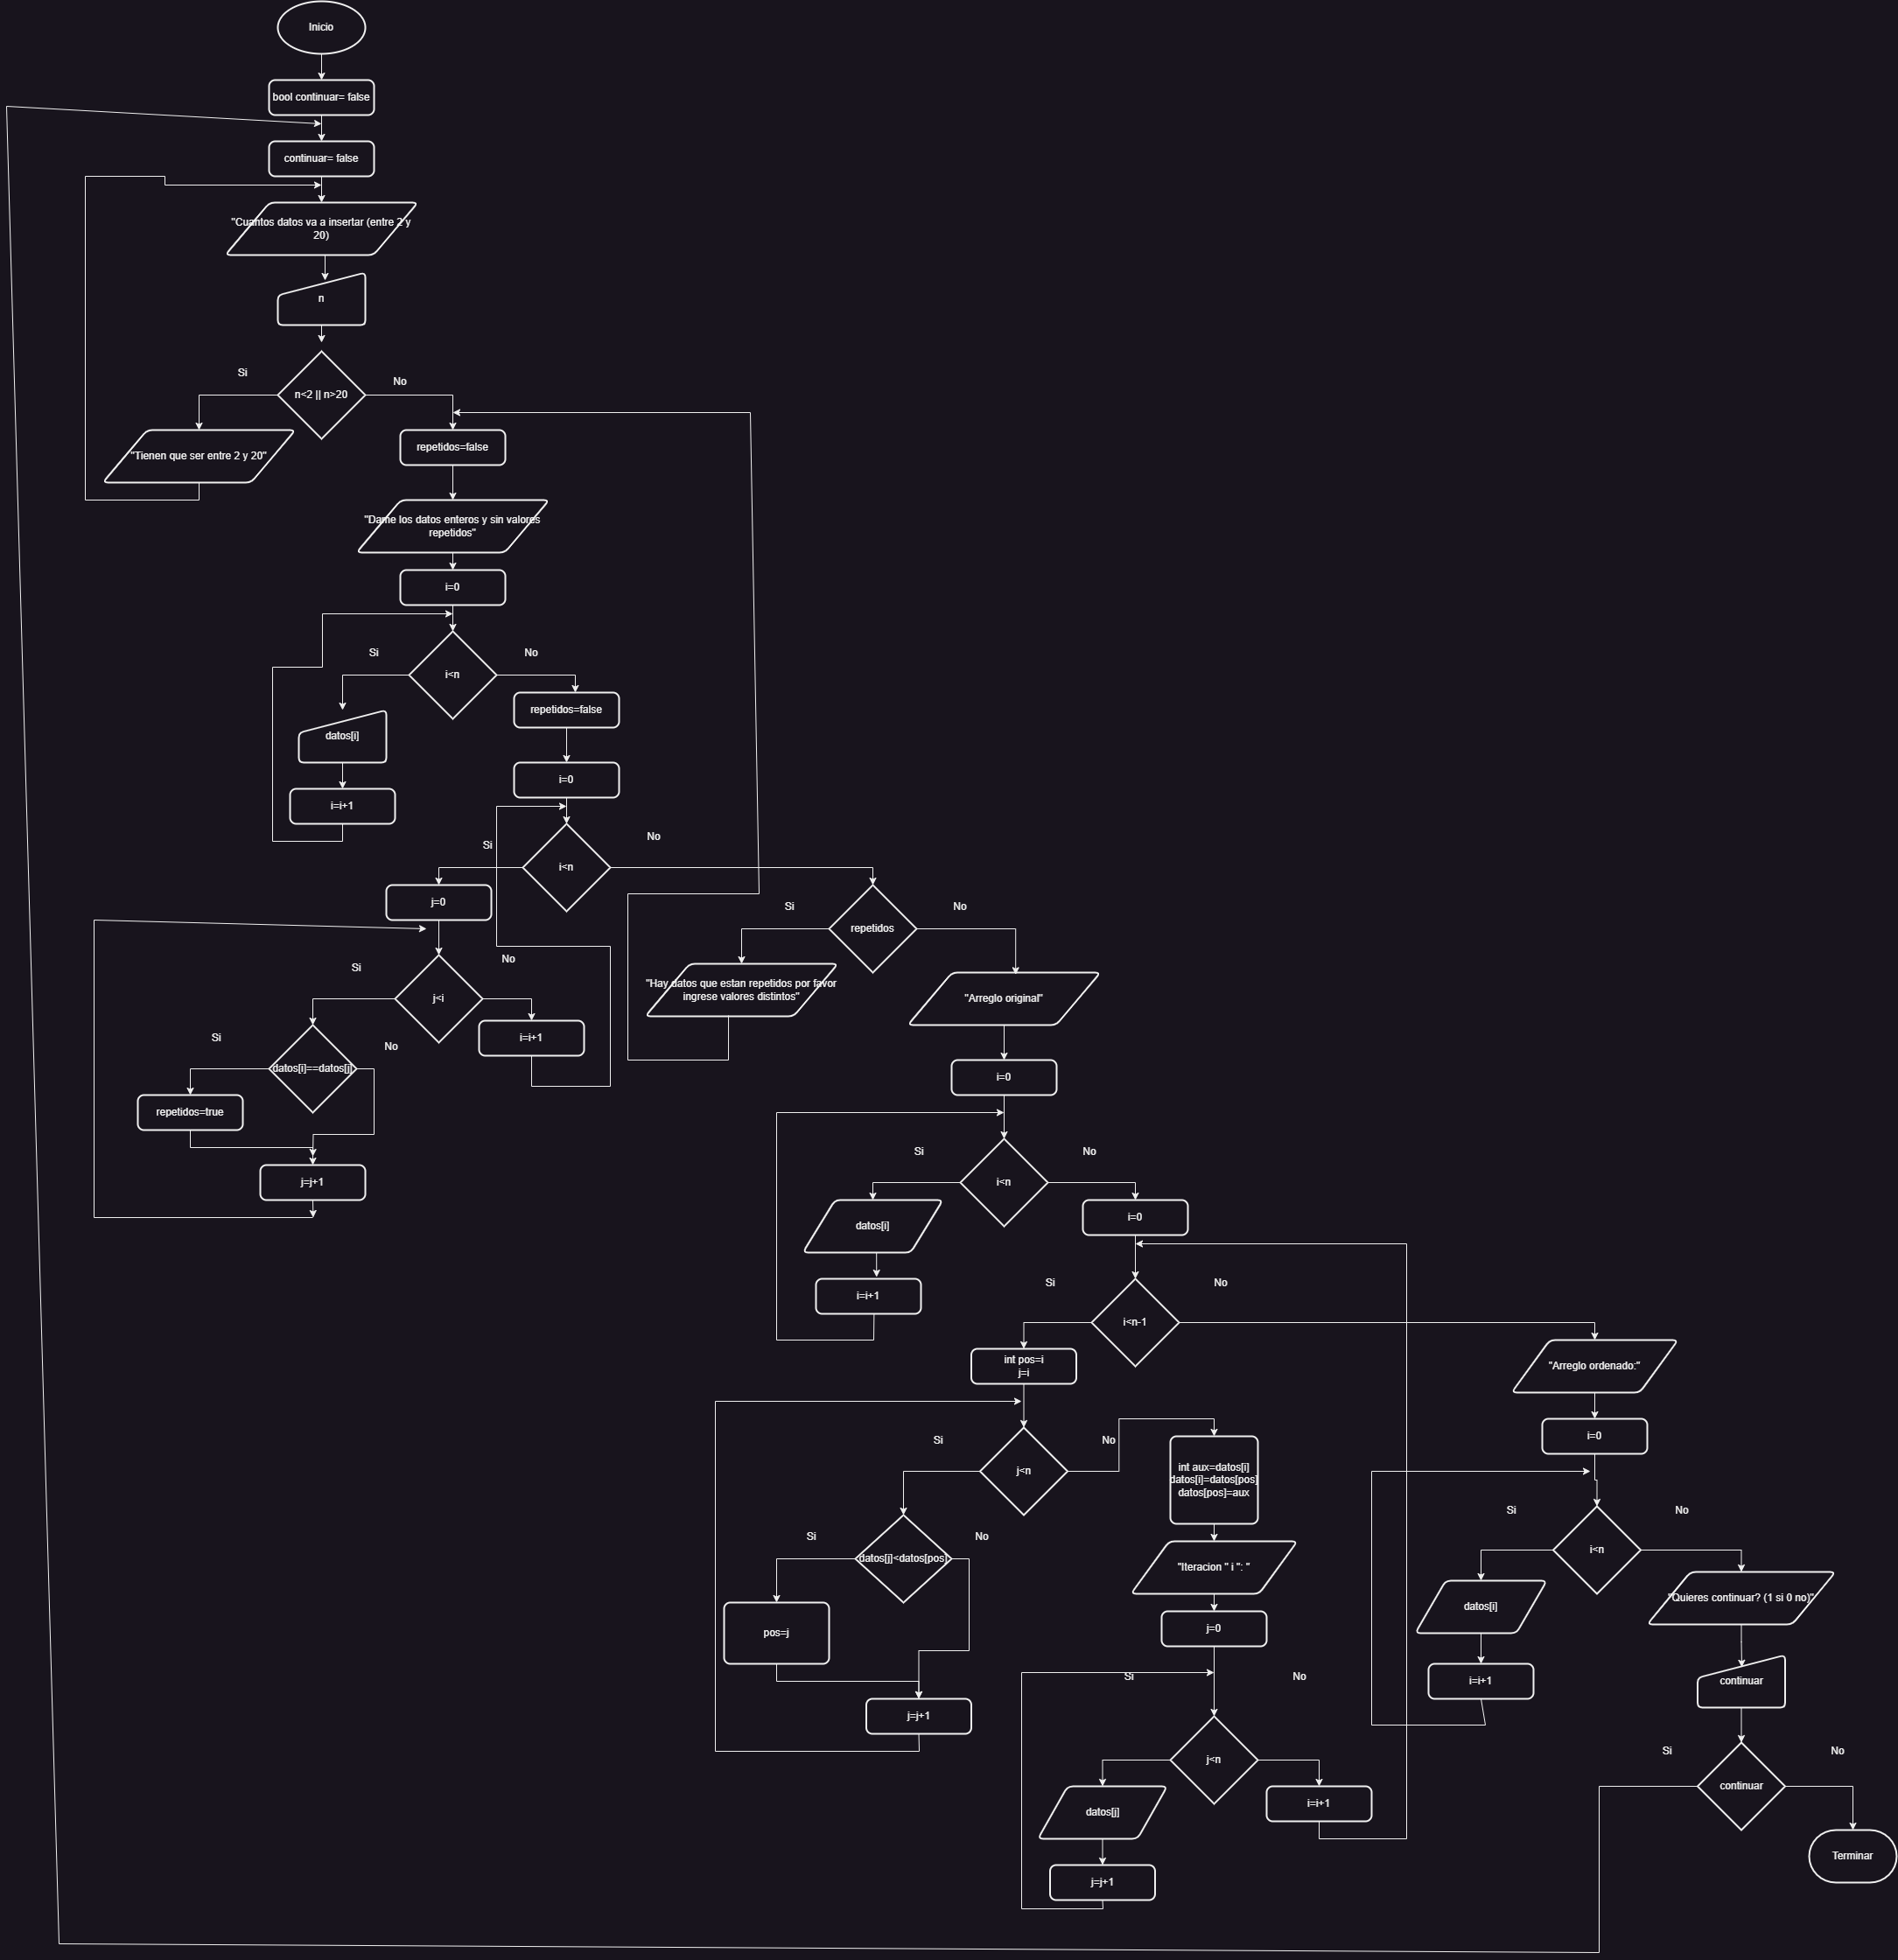 Inicio
bool continuar= false
continuar= false
"Cuantos datos va a insertar (entre 2 y
20)
n
Si
No
n<2 || n>20
"Tienen que ser entre 2 y 20"
repetidos=false
"Dame los datos enteros y sin valores
repetidos"
i=0
Si
No
i<n
datos[i]
i=i+1
repetidos=false
i=0
Si
No
i<n
j=0
Si
No
j<i
i=i+1
Si
No
datos[i]==datos[j]
repetidos=true
j=j+1
Si
No
repetidos
"Hay datos que estan repetidos por favor
ingrese valores distintos"
"Arreglo original"
i=0
Si
No
i<n
datos[i]
i=i+1
i=0
Si
No
i<n-1
int pos=i
j=i
Si
No
j<n
Si
No
datos[j]<datos[pos]
pos=j
j=j+1
int aux=datos[i]
datos[i]=datos[pos]
datos[pos]=aux
"Iteracion " i ": "
j=0
Si
No
j<n
datos[j]
j=j+1
i=i+1
"Arreglo ordenado:"
i=0
Si
No
i<n
datos[i]
i=i+1
"Quieres continuar? (1 si 0 no)"
continuar
Si
No
continuar
Terminar